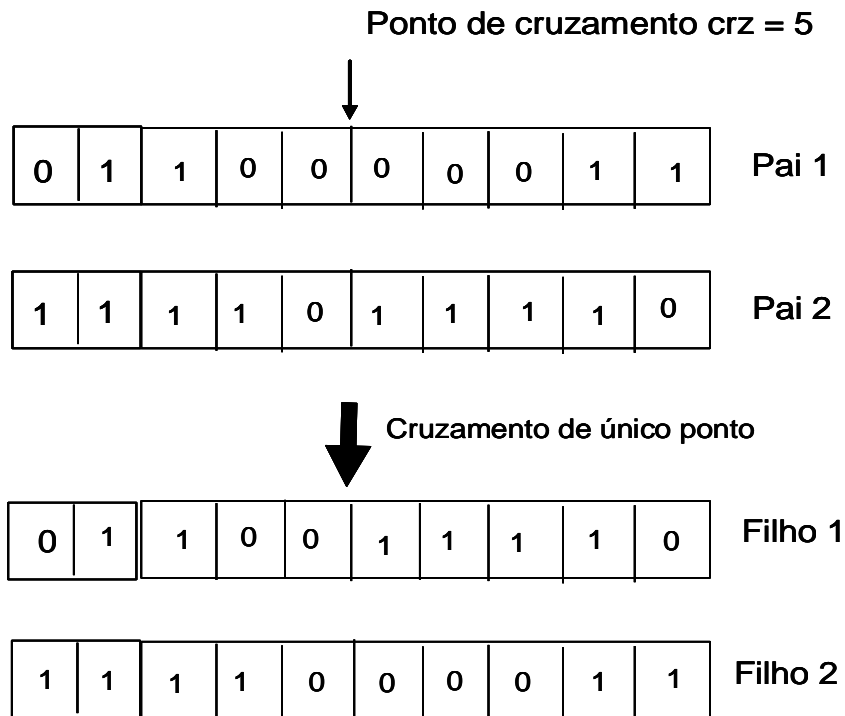 Ponto de cruzamento crz = 5
0 1 1 0 0 0 0 0 1 1 Pai 1
1 1 1 1 0 1 1 1 1 0 Pai 2
Cruzamento de único ponto
0 1 1 0 0 1 1 1 1 0 Filho 1
1 1 1 1 0 0 0 0 1 1 Filho 2